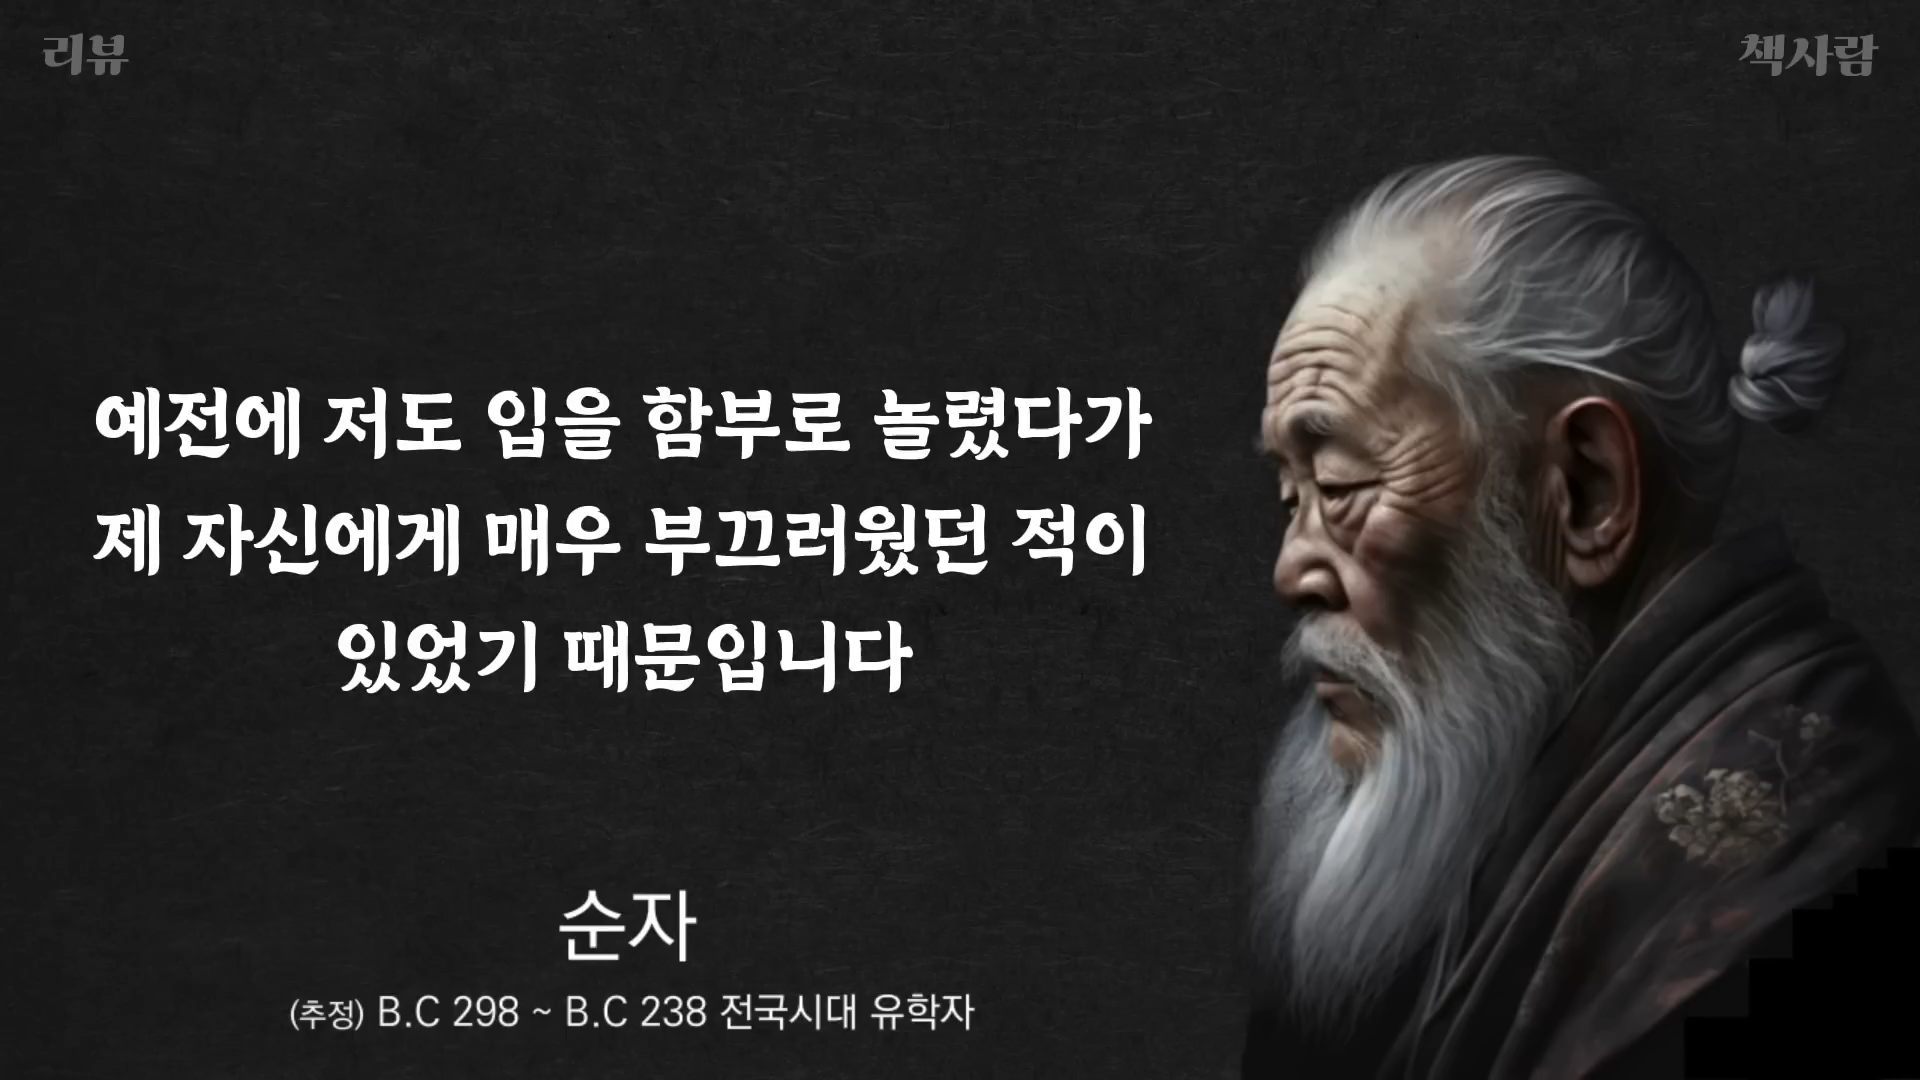 리뷰
책사람
예전에 저도 입을 함부로 놀렸다가
제 자신에게 매우 부끄러웠던 적이
있었기 때문입니다
순자
(추정) B.C 298 ~ B.C 238 전국시대 유학자